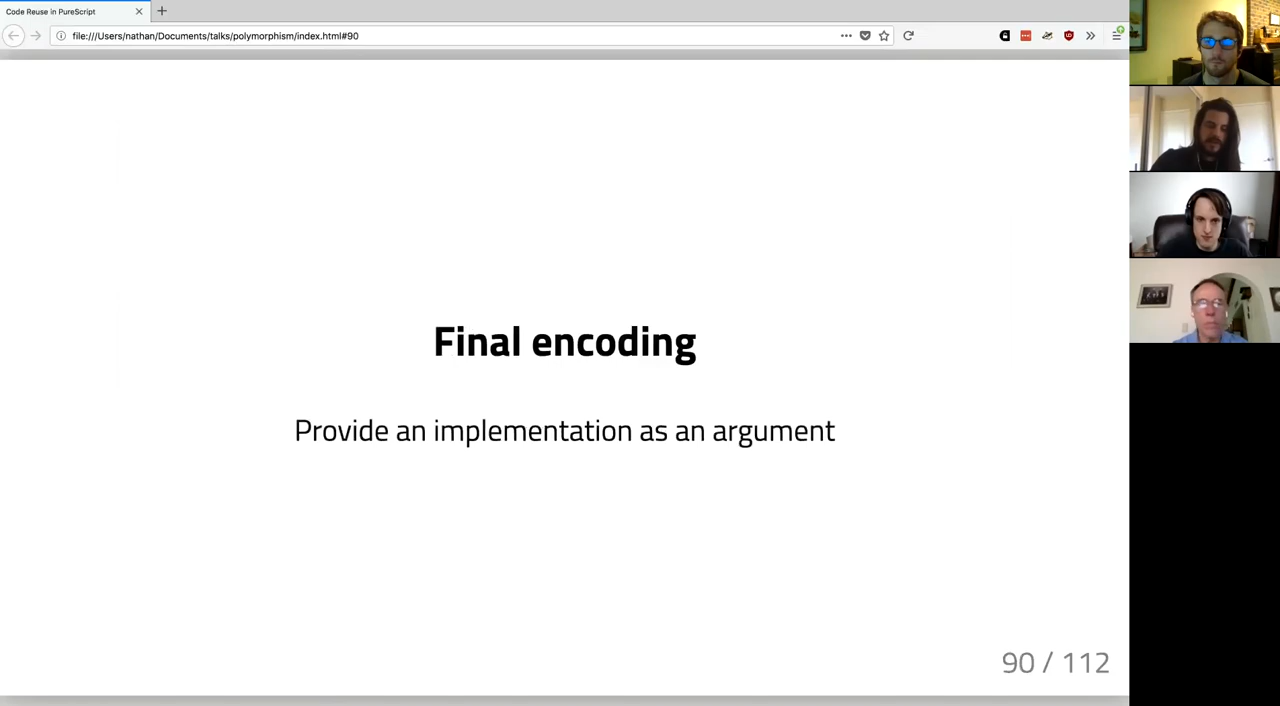 Code Reuse in PureScript
file:///Users/nathan/Documents/talks/polymorphism/index.html#90
Final encoding
Provide an implementation as an argument
90 / 112